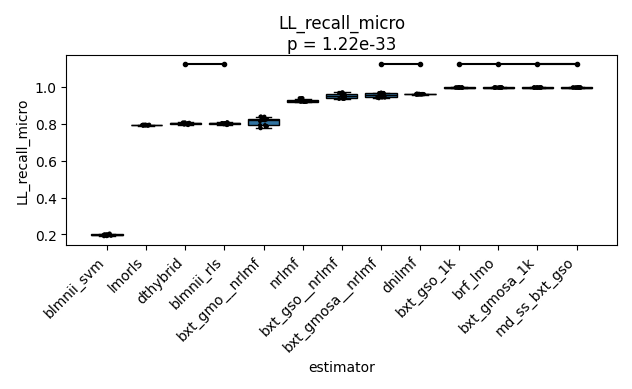 LL_recall_micro
p = 1.22e-33
LL_recall_micro
1.0
0.8
0.6
0.4
0.2
blmnii_svm
lmorls
dthybrid
blmnii_rls
bxt_gmo__nrlmf
nrlmf
bxt_gso__nrlmf
bxt_gmosa__nrlmf
dnilmf
bxt_gso_1k
brf_lmo
bxt_gmosa_1k
md_ss_bxt_gso
estimator